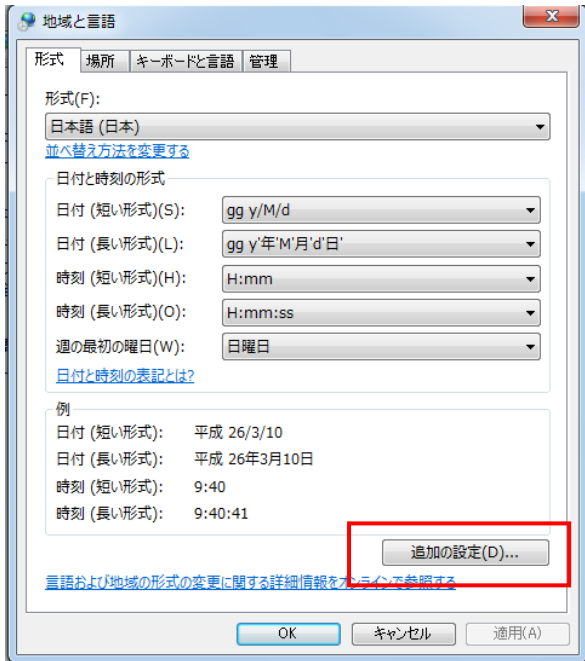 地域と言語
形式 場所 キーボードと言語 管理
形式(F):
日本語 (日本)
並べ替え方法を変更する
日付と時刻の形式
日付 (短い形式)(S): gg y/M/d
日付 (長い形式)(L): gg y'年'M'月'd'日'
時刻 (短い形式)(H): H:mm
時刻 (長い形式)(O): H:mm:ss
週の最初の曜日(W): 日曜日
日付と時刻の表記とは?
例
日付 (短い形式): 平成 26/3/10
日付 (長い形式): 平成 26年3月10日
時刻 (短い形式): 9:40
時刻 (長い形式): 9:40:41
追加の設定(D)...
言語および地域の形式の変更に関する詳細情報をオンラインで参照する
OK キャンセル 適用(A)